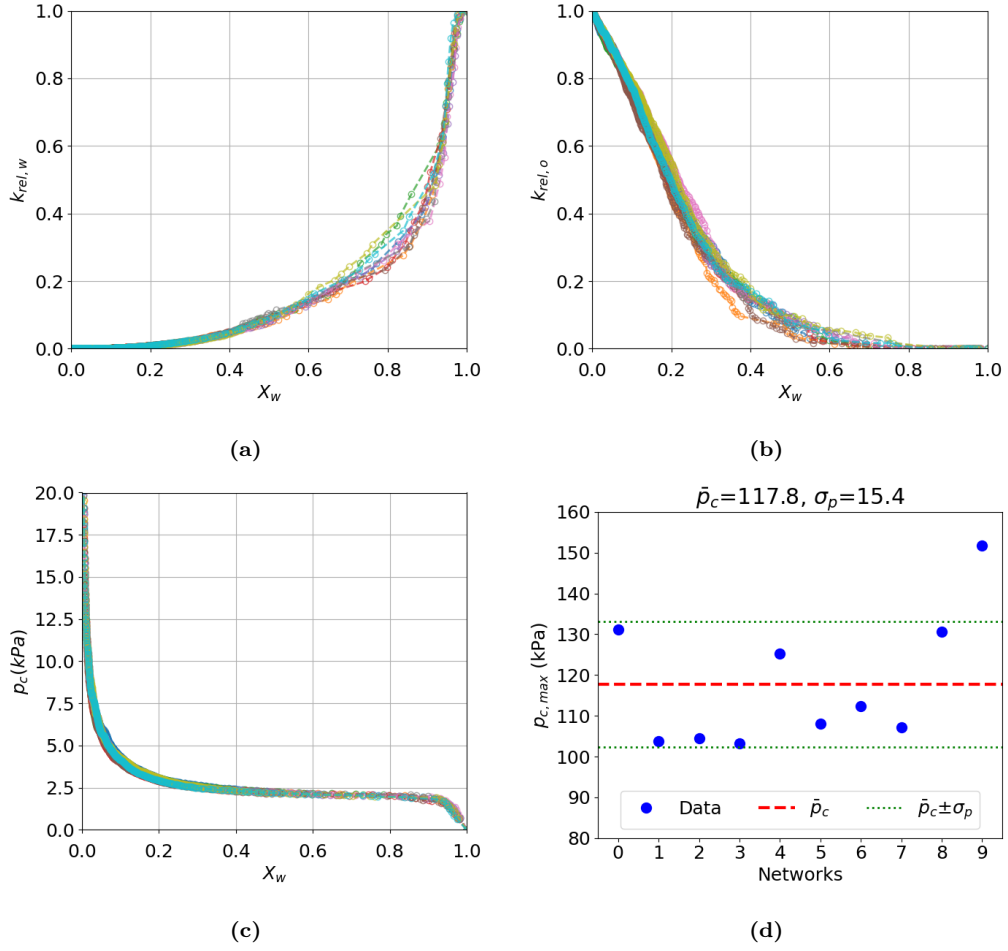 1.0
0.8
0.6
0.4
0.2
0.0
0.0 0.2 0.4 0.6 0.8 1.0
k_{rel,w}
X_w
(a)
1.0
0.8
0.6
0.4
0.2
0.0
0.0 0.2 0.4 0.6 0.8 1.0
k_{rel,o}
X_w
(b)
20.0
17.5
15.0
12.5
10.0
7.5
5.0
2.5
0.0
0.0 0.2 0.4 0.6 0.8 1.0
p_c(kPa)
X_w
(c)
p̄_c=117.8, σ_p=15.4
160
150
140
130
120
110
100
90
80
0 1 2 3 4 5 6 7 8 9
p_{c,max} (kPa)
Data p̄_c p̄_c±σ_p
Networks
(d)